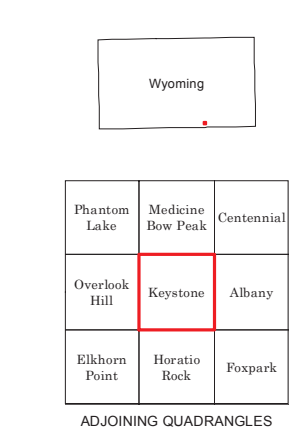 Wyoming
Phantom
Lake
Medicine
Bow Peak
Centennial
Overlook
Hill
Keystone
Albany
Elkhorn
Point
Horatio
Rock
Foxpark
ADJOINING QUADRANGLES